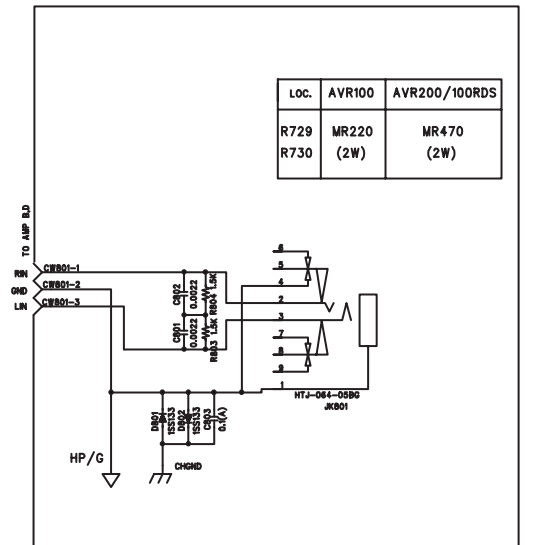 LOC. AVR100 AVR200/100RDS
R729 MR220 MR470
R730 (2W) (2W)
TO AMP B,D
RIN CW801-1
GND CW801-2
LIN CW801-3
C802
0.0022
R804 1.5K
C801
0.0022
R803 1.5K
6
5
4
2
3
7
8
9
1
HTJ-064-05BG
JK801
D801
1SS133
D802
1SS133
C803
0.1(A)
HP/G
CHGND